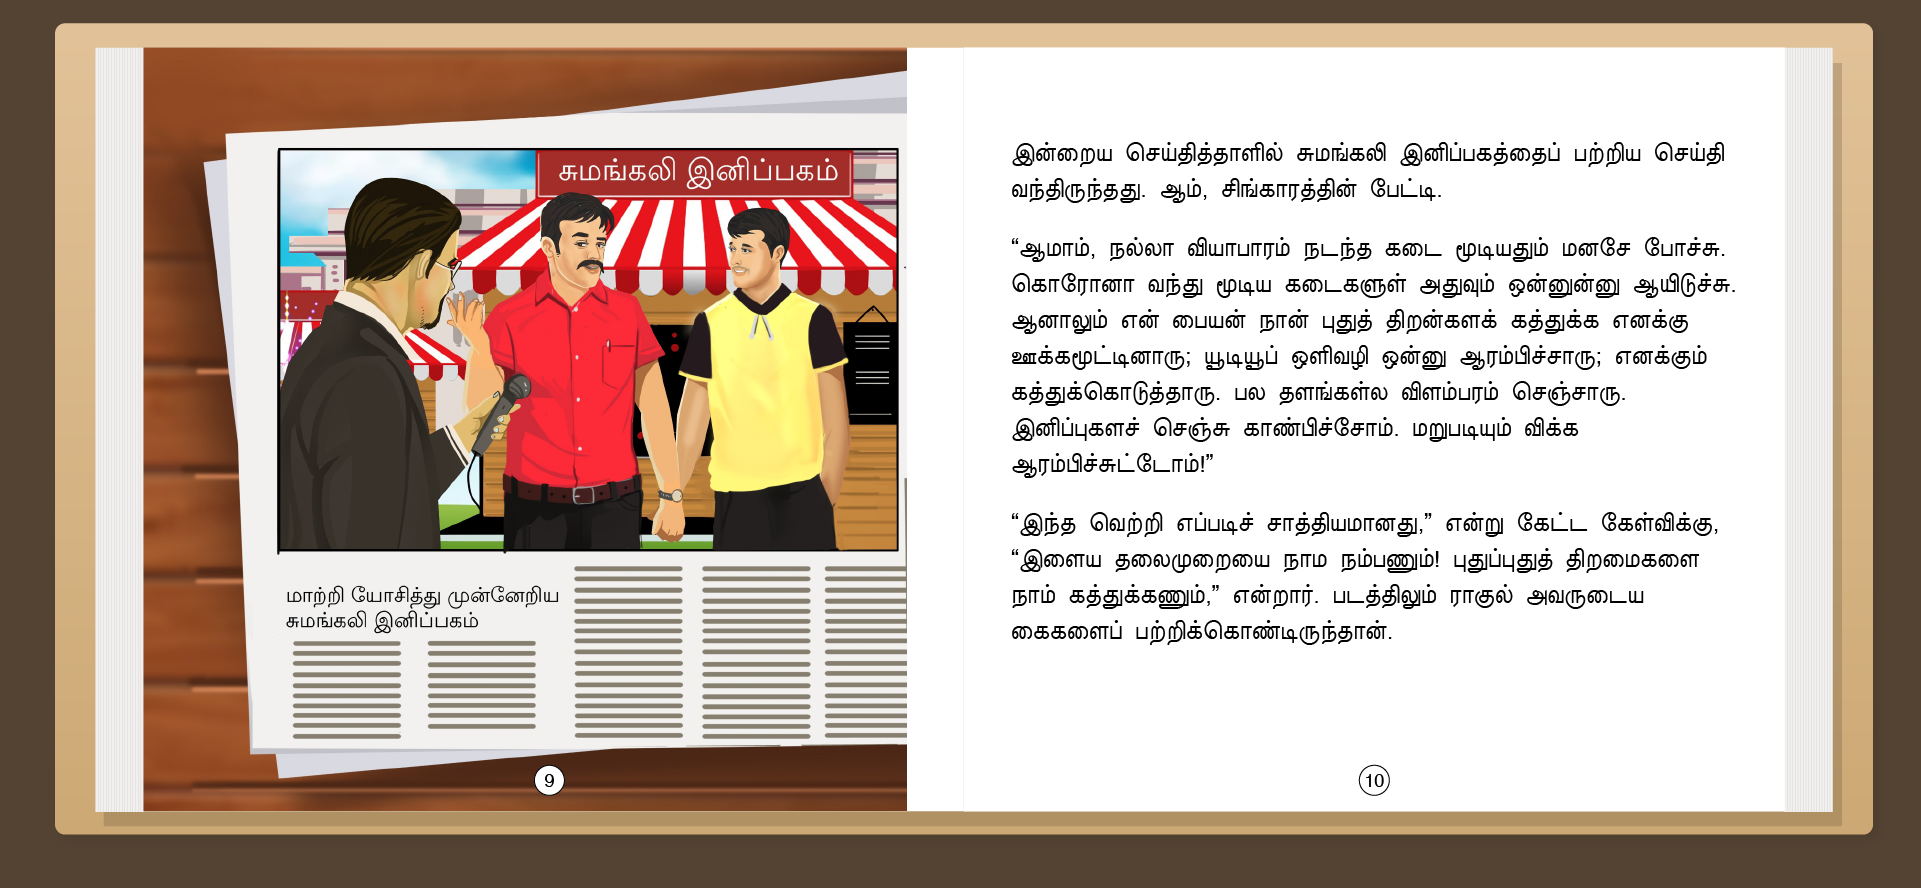 சுமங்கலி இனிப்பகம்
மாற்றி யோசித்து முன்னேறிய
சுமங்கலி இனிப்பகம்
9
இன்றைய செய்தித்தாளில் சுமங்கலி இனிப்பகத்தைப் பற்றிய செய்தி
வந்திருந்தது. ஆம், சிங்காரத்தின் பேட்டி.
“ஆமாம், நல்லா வியாபாரம் நடந்த கடை மூடியதும் மனசே போச்சு.
கொரோனா வந்து மூடிய கடைகளுள் அதுவும் ஒன்னுன்னு ஆயிடுச்சு.
ஆனாலும் என் பையன் நான் புதுத் திறன்களக் கத்துக்க எனக்கு
ஊக்கமூட்டினாரு; யூடியூப் ஒளிவழி ஒன்னு ஆரம்பிச்சாரு; எனக்கும்
கத்துக்கொடுத்தாரு. பல தளங்கள்ல விளம்பரம் செஞ்சாரு.
இனிப்புகளச் செஞ்சு காண்பிச்சோம். மறுபடியும் விக்க
ஆரம்பிச்சுட்டோம்!”
“இந்த வெற்றி எப்படிச் சாத்தியமானது,” என்று கேட்ட கேள்விக்கு,
“இளைய தலைமுறையை நாம நம்பணும்! புதுப்புதுத் திறமைகளை
நாம் கத்துக்கணும்,” என்றார். படத்திலும் ராகுல் அவருடைய
கைகளைப் பற்றிக்கொண்டிருந்தான்.
10